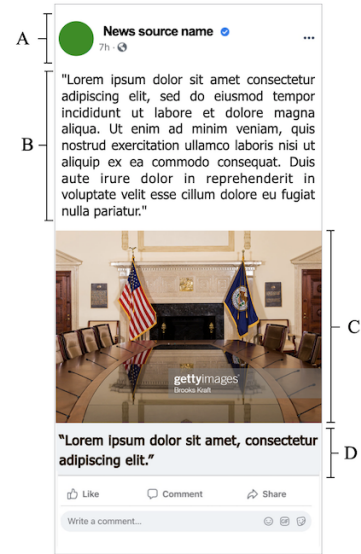 A
News source name
7h ·
B
"Lorem ipsum dolor sit amet consectetur
adipiscing elit, sed do eiusmod tempor
incididunt ut labore et dolore magna
aliqua. Ut enim ad minim veniam, quis
nostrud exercitation ullamco laboris nisi ut
aliquip ex ea commodo consequat. Duis
aute irure dolor in reprehenderit in
voluptate velit esse cillum dolore eu fugiat
nulla pariatur."
C
gettyimages
Brooks Kraft
D
"Lorem ipsum dolor sit amet, consectetur
adipiscing elit."
Like Comment Share
Write a comment...
GIF